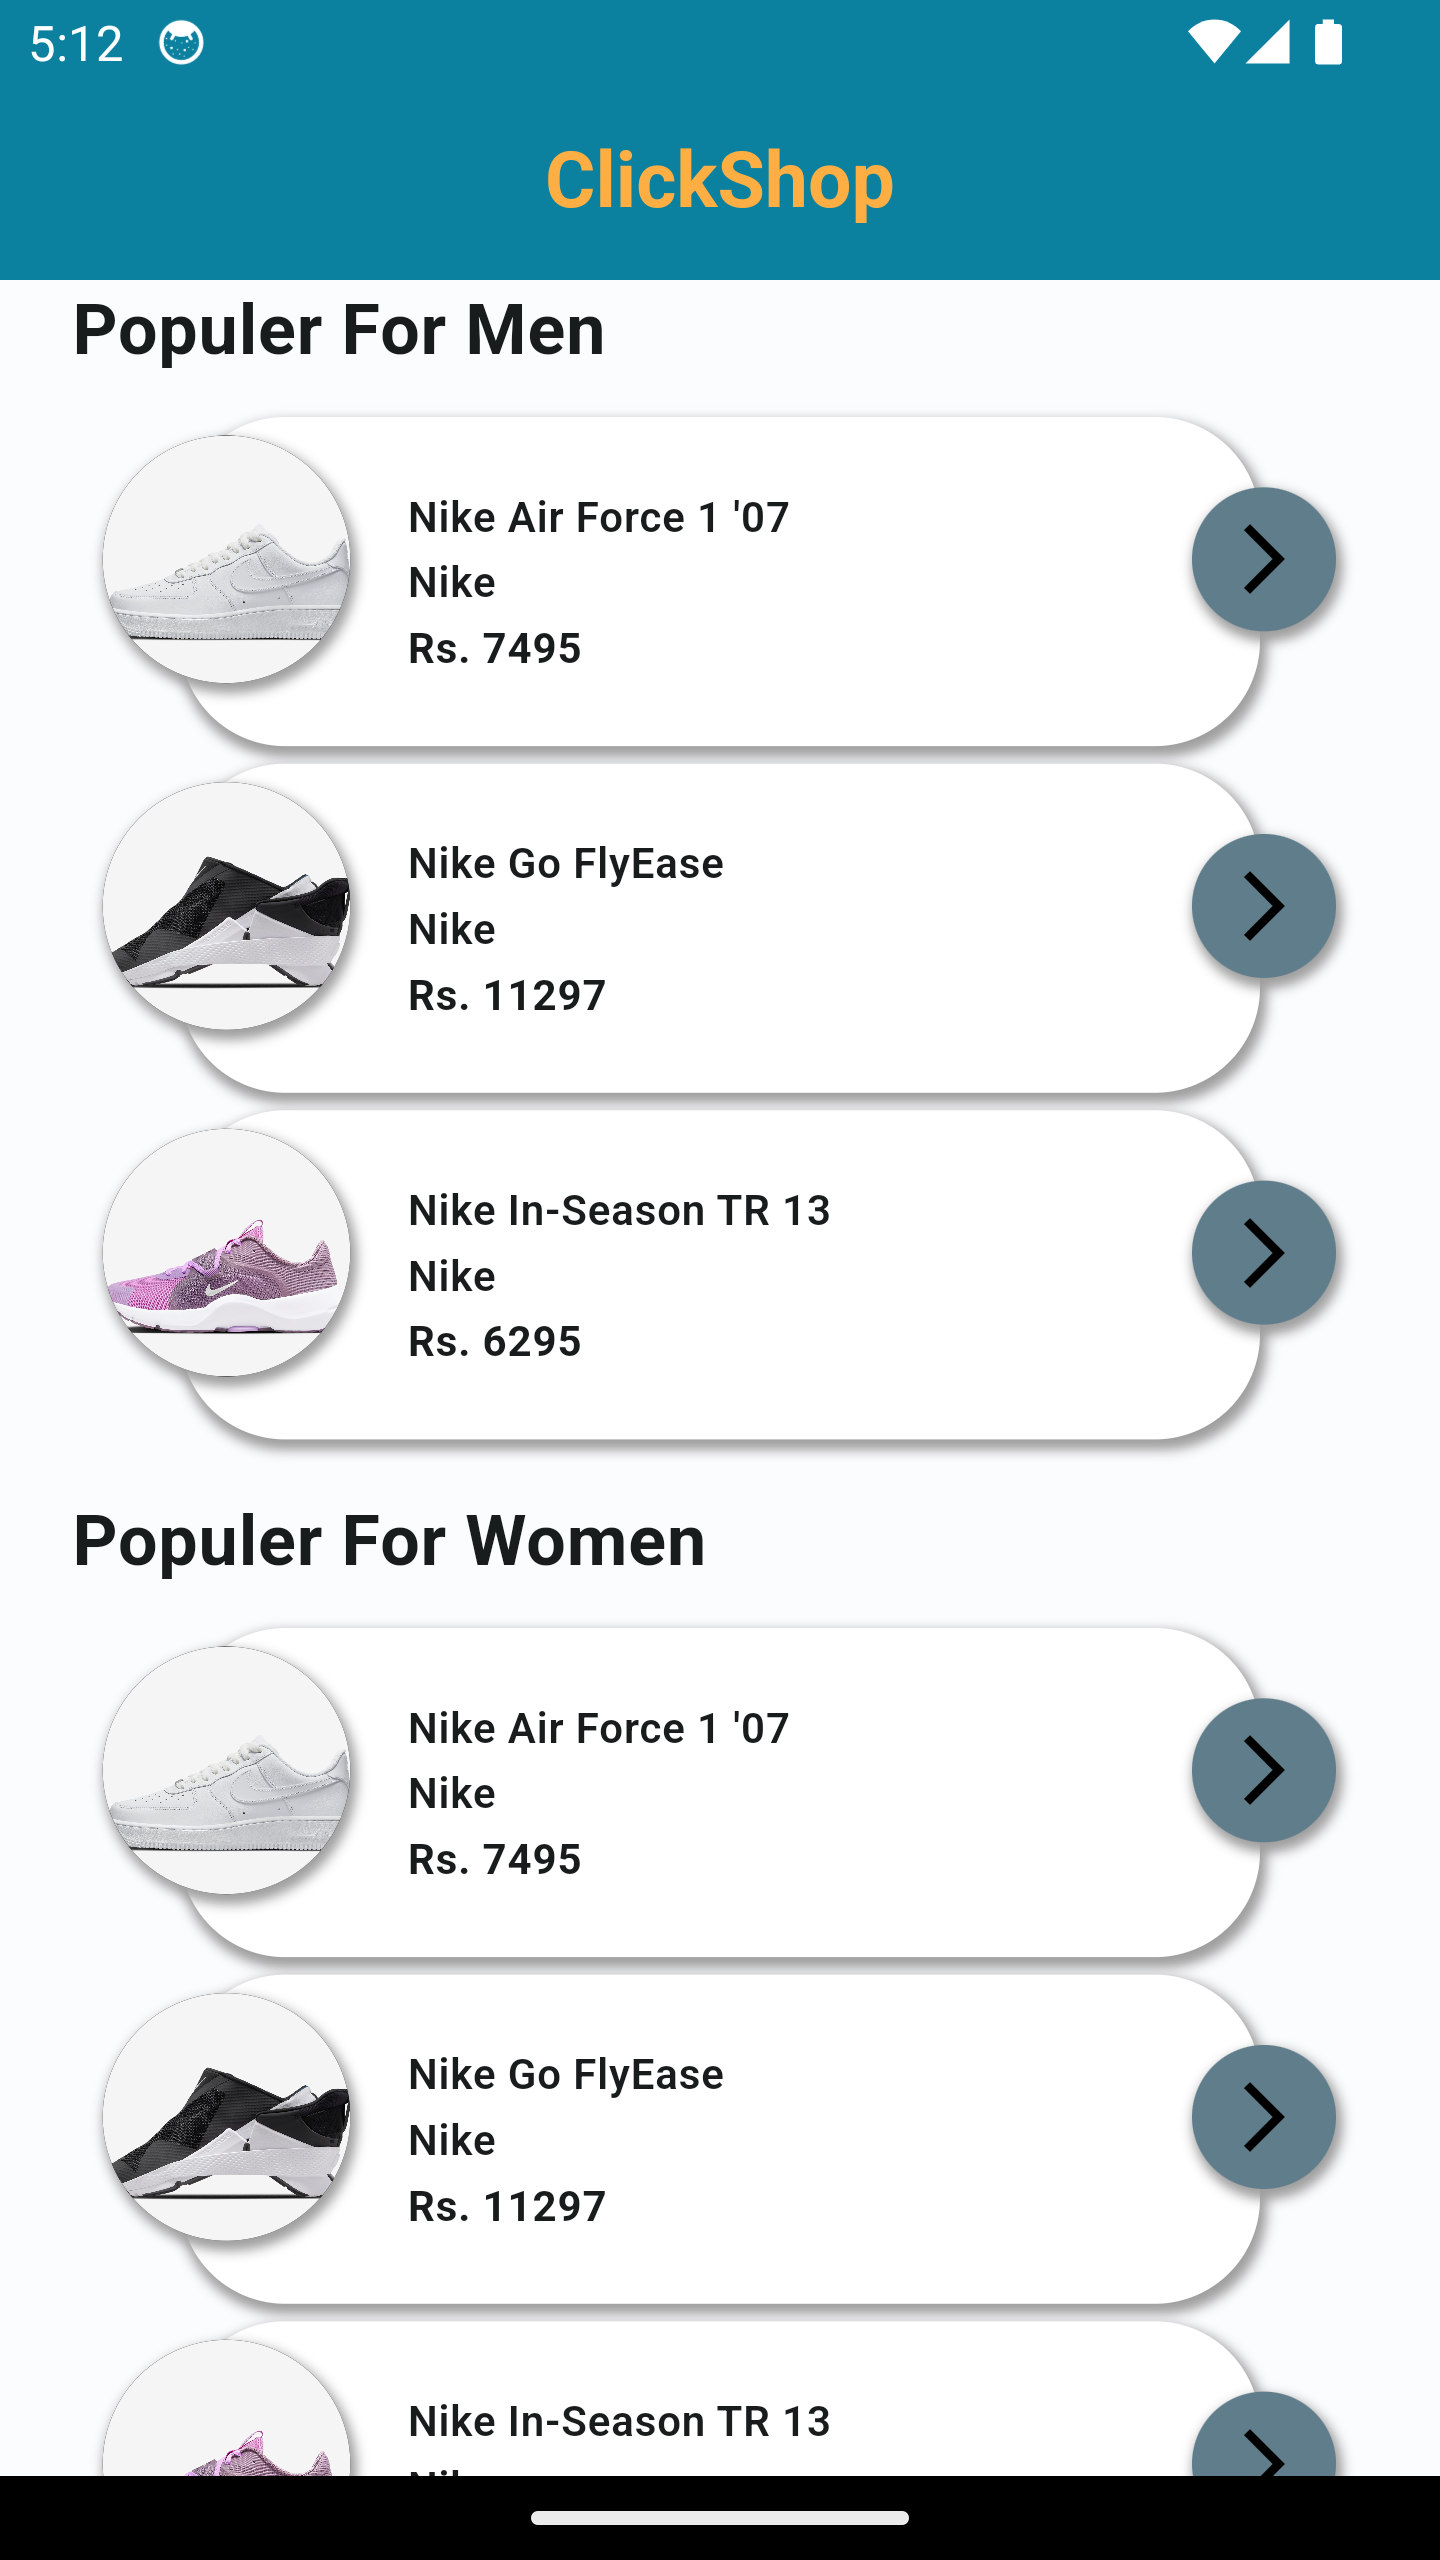 5:12
ClickShop
Populer For Men
Nike Air Force 1 '07
Nike
Rs. 7495
Nike Go FlyEase
Nike
Rs. 11297
Nike In-Season TR 13
Nike
Rs. 6295
Populer For Women
Nike Air Force 1 '07
Nike
Rs. 7495
Nike Go FlyEase
Nike
Rs. 11297
Nike In-Season TR 13